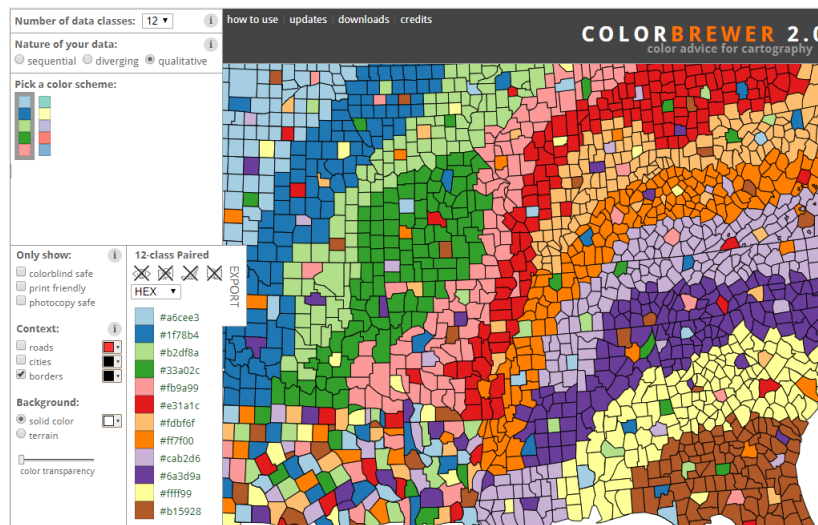 Number of data classes: 12 i
how to use | updates | downloads | credits
COLORBREWER 2.0
color advice for cartography
Nature of your data: i
sequential diverging qualitative
Pick a color scheme:
Only show: i
colorblind safe
print friendly
photocopy safe
Context: i
roads
cities
borders
Background:
solid color
terrain
color transparency
12-class Paired
EXPORT
HEX
#a6cee3
#1f78b4
#b2df8a
#33a02c
#fb9a99
#e31a1c
#fdbf6f
#ff7f00
#cab2d6
#6a3d9a
#ffff99
#b15928